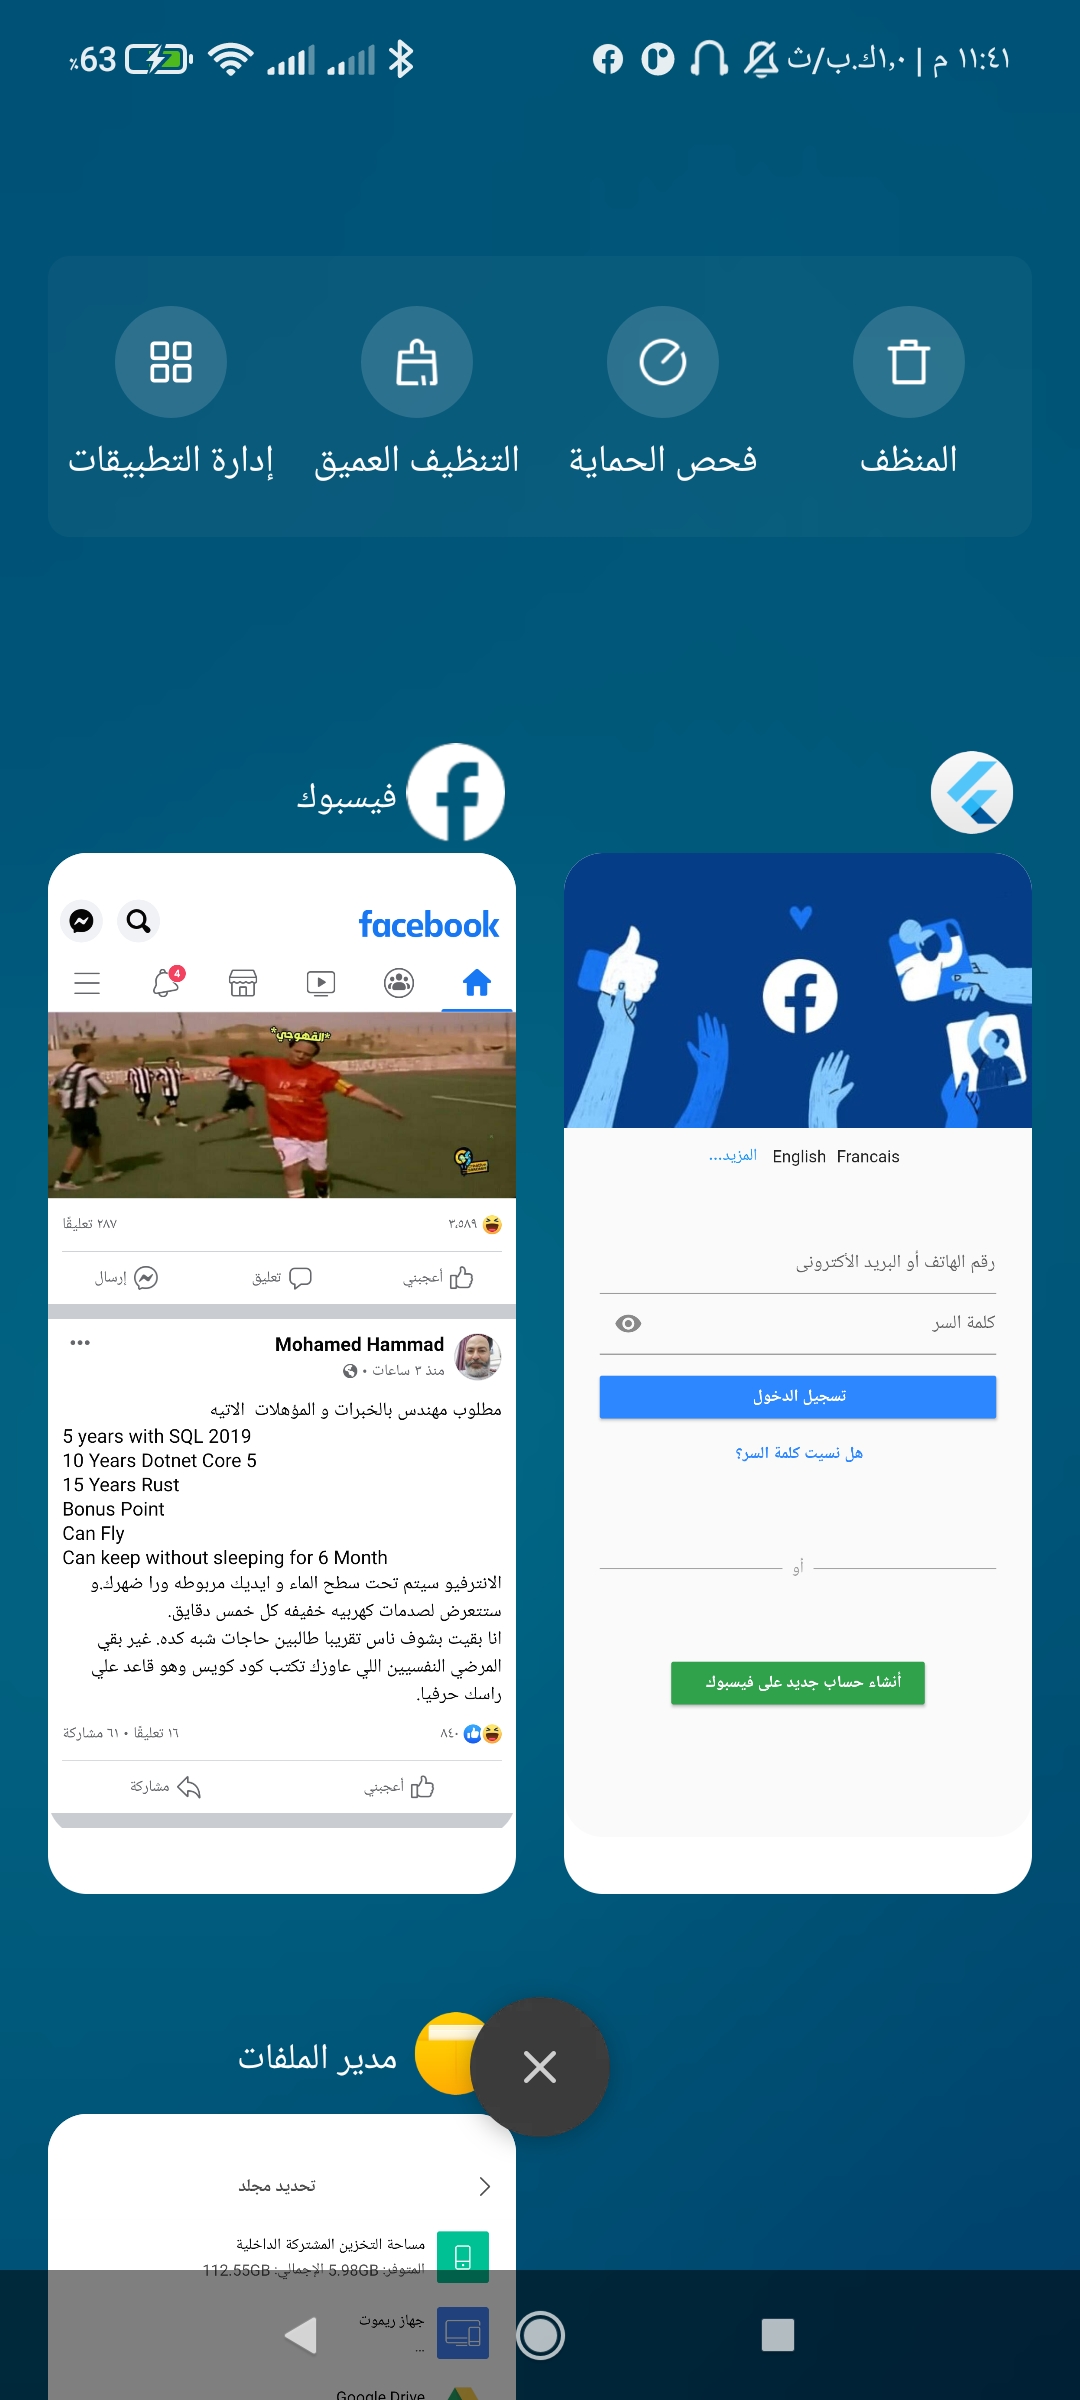 ١١:٤١ م | ١,٠ك.ب/ث
٪63
المنظف
فحص الحماية
التنظيف العميق
إدارة التطبيقات
فيسبوك
English Francais المزيد...
رقم الهاتف أو البريد الأكترونى
كلمة السر
تسجيل الدخول
هل نسيت كلمة السر؟
أو
أنشاء حساب جديد على فيسبوك
facebook
4
*القهوجي*
٣٬٥٨٩
٢٨٧ تعليقًا
أعجبني
تعليق
إرسال
Mohamed Hammad
منذ ٣ ساعات •
مطلوب مهندس بالخبرات و المؤهلات الاتيه
5 years with SQL 2019
10 Years Dotnet Core 5
15 Years Rust
Bonus Point
Can Fly
Can keep without sleeping for 6 Month
الانترفيو سيتم تحت سطح الماء و ايديك مربوطه ورا ضهرك.و
ستتعرض لصدمات كهربيه خفيفه كل خمس دقايق.
انا بقيت بشوف ناس تقريبا طالبين حاجات شبه كده. غير بقي
المرضي النفسيين اللي عاوزك تكتب كود كويس وهو قاعد علي
راسك حرفيا.
٨٤٠
١٦ تعليقًا • ٦١ مشاركة
أعجبني
مشاركة
مدير الملفات
تحديد مجلد
مساحة التخزين المشتركة الداخلية
المتوفر: 5.98GB الإجمالي: 112.55GB
جهاز ريموت
...
Google Drive